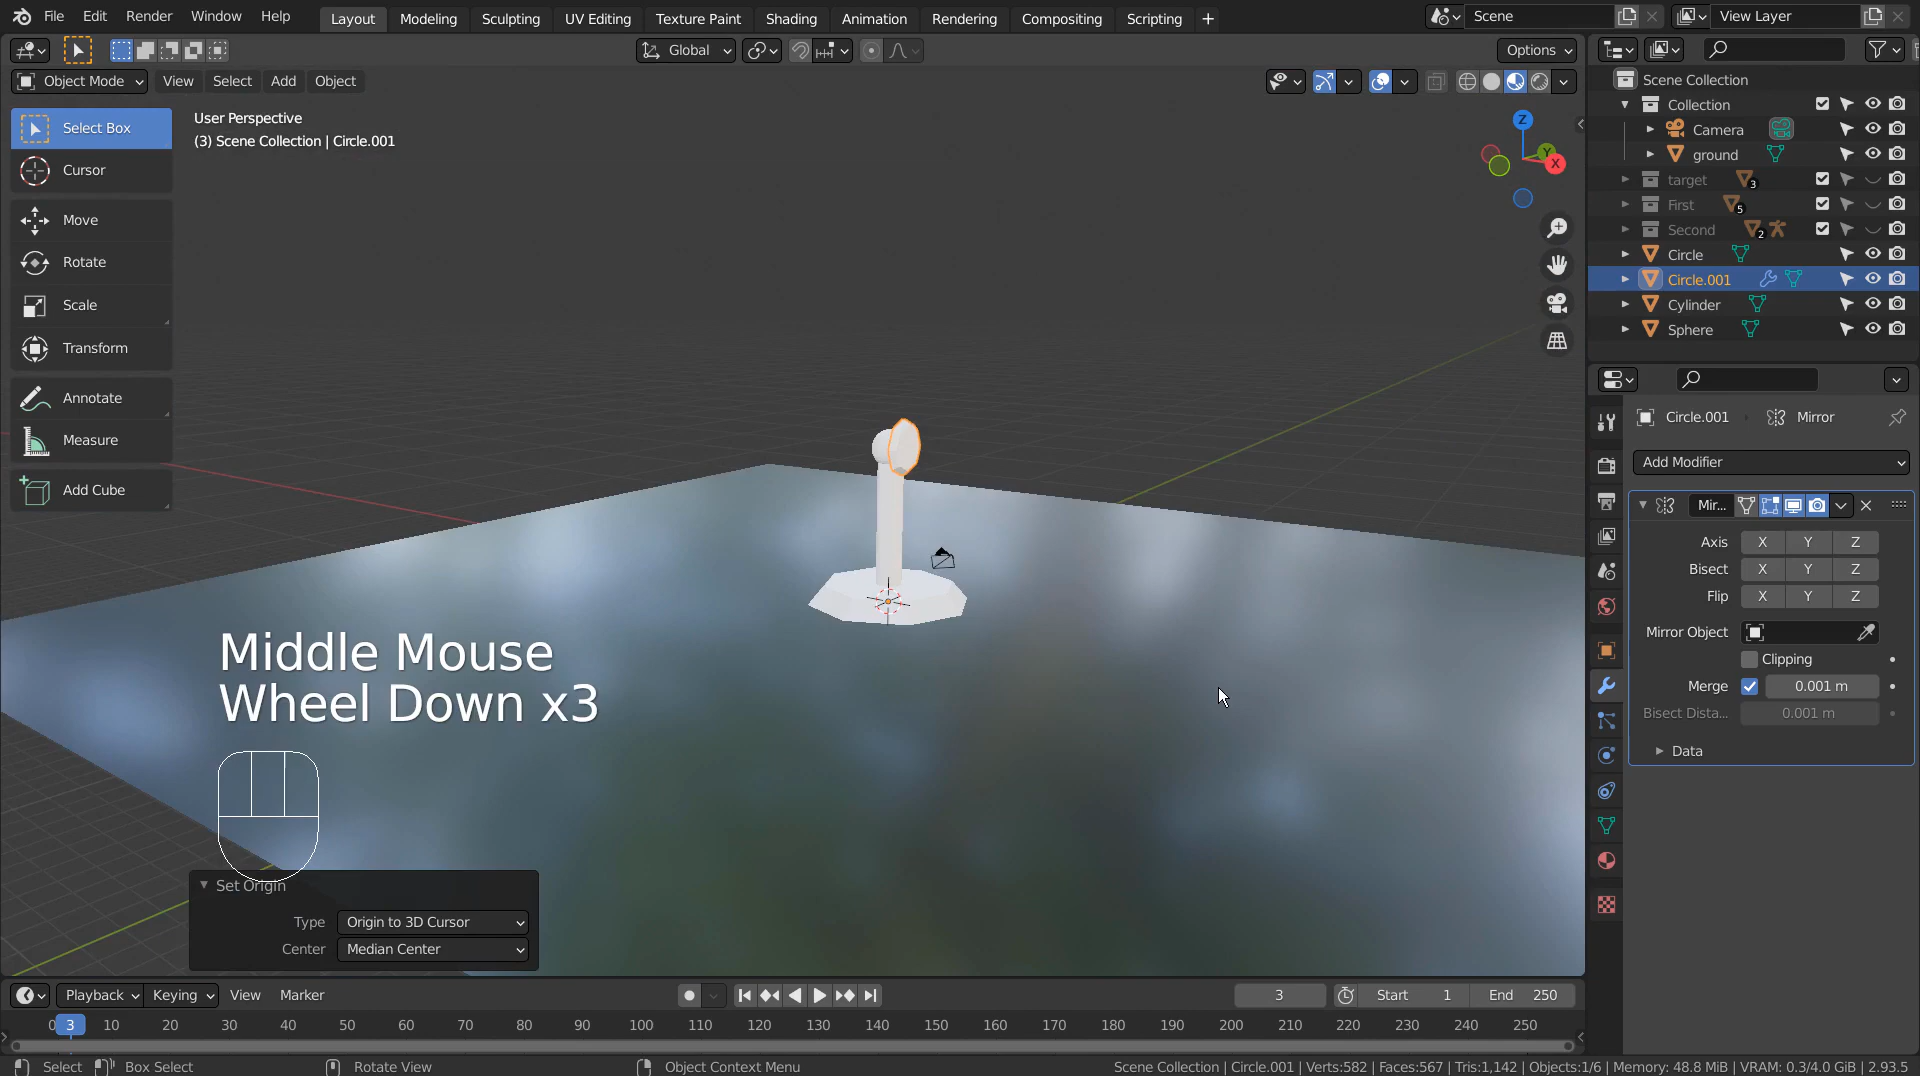 File Edit Render Window Help Layout Modeling Sculpting UV Editing Texture Paint Shading Animation Rendering Compositing Scripting + Scene View Layer
Global Options
Object Mode View Select Add Object
Scene Collection
Select Box
Cursor
Move
Rotate
Scale
Transform
Annotate
Measure
Add Cube
User Perspective
(3) Scene Collection | Circle.001
Z
Y
X
Collection
Camera
ground
target 3
First 5
Second 2
Circle
Circle.001
Cylinder
Sphere
Circle.001 Mirror
Add Modifier
Mir...
Axis X Y Z
Bisect X Y Z
Flip X Y Z
Mirror Object
Clipping
Merge 0.001 m
Bisect Dista... 0.001 m
Data
Middle Mouse
Wheel Down x3
Set Origin
Type Origin to 3D Cursor
Center Median Center
Playback Keying View Marker 3 Start 1 End 250
0 3 10 20 30 40 50 60 70 80 90 100 110 120 130 140 150 160 170 180 190 200 210 220 230 240 250
Select Box Select Rotate View Object Context Menu Scene Collection | Circle.001 | Verts:582 | Faces:567 | Tris:1,142 | Objects:1/6 | Memory: 48.8 MiB | VRAM: 0.3/4.0 GiB | 2.93.5